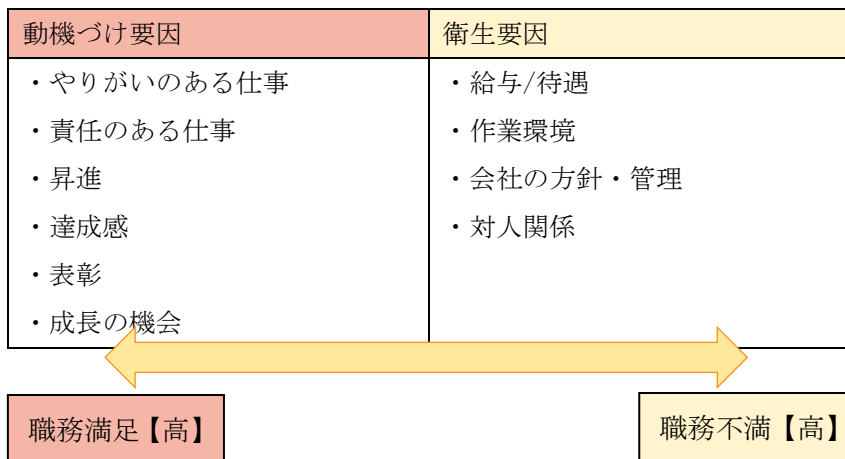 動機づけ要因
衛生要因
・やりがいのある仕事
・責任のある仕事
・昇進
・達成感
・表彰
・成長の機会
・給与/待遇
・作業環境
・会社の方針・管理
・対人関係
職務満足【高】
職務不満【高】